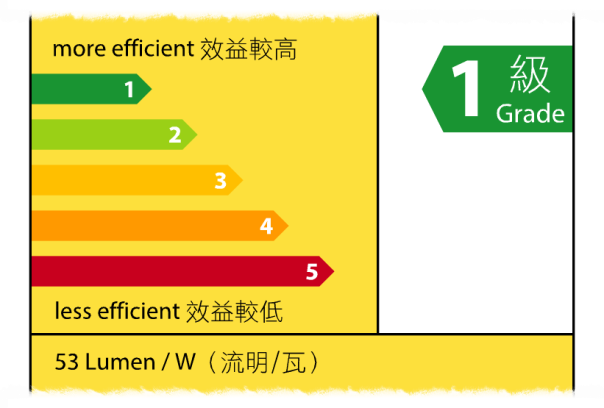 more efficient 效益較高
1
2
3
4
5
less efficient 效益較低
1 級
Grade
53 Lumen / W（流明/瓦）